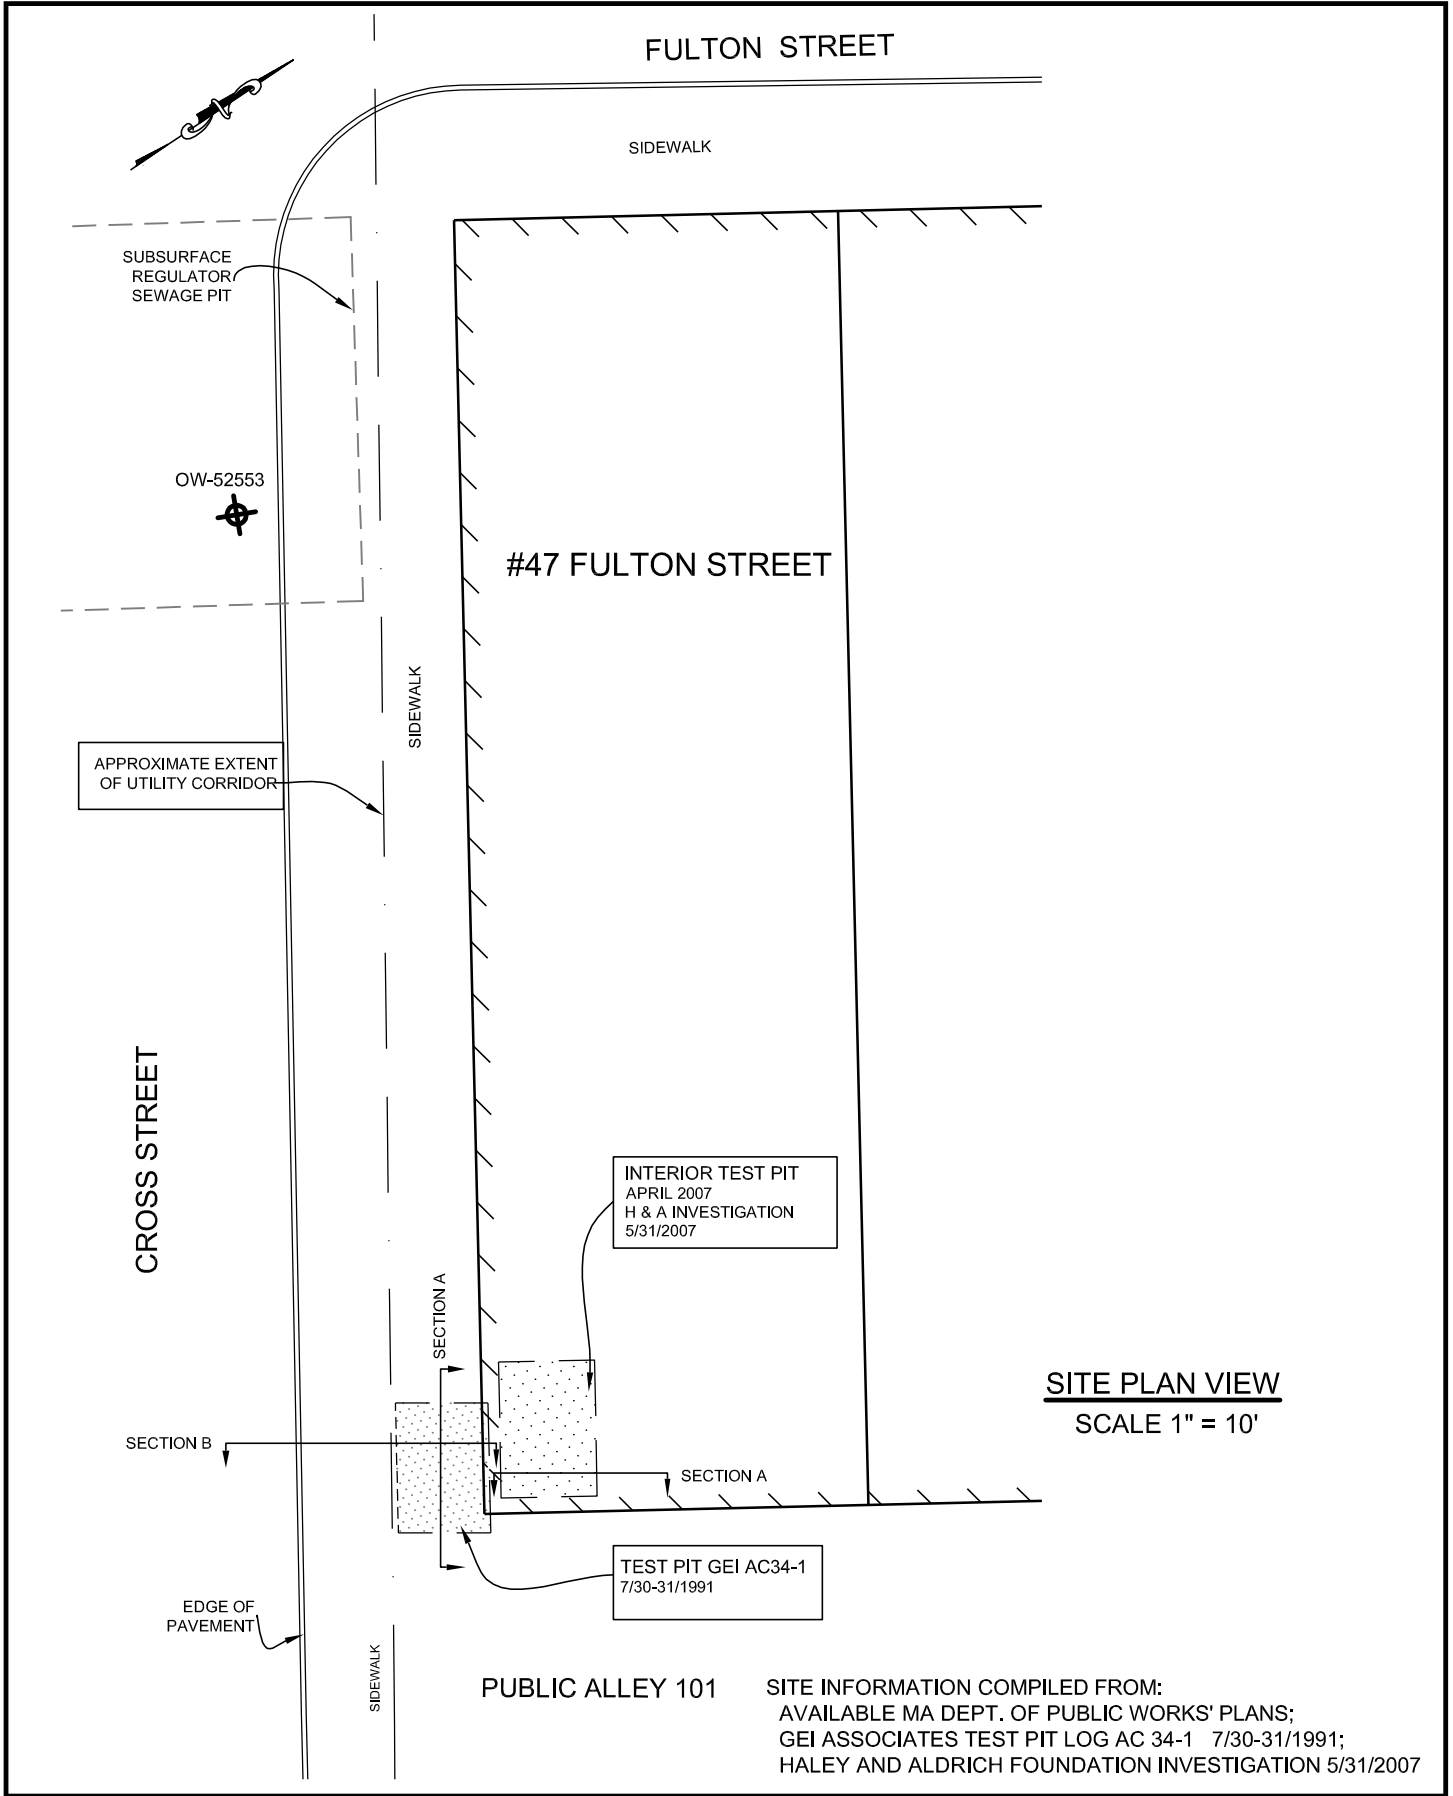 FULTON STREET
SIDEWALK
SUBSURFACE
REGULATOR
SEWAGE PIT
OW-52553
#47 FULTON STREET
SIDEWALK
APPROXIMATE EXTENT
OF UTILITY CORRIDOR
CROSS STREET
INTERIOR TEST PIT
APRIL 2007
H & A INVESTIGATION
5/31/2007
SECTION A
SITE PLAN VIEW
SCALE 1" = 10'
SECTION B
SECTION A
TEST PIT GEI AC34-1
7/30-31/1991
EDGE OF
PAVEMENT
SIDEWALK
PUBLIC ALLEY 101
SITE INFORMATION COMPILED FROM:
AVAILABLE MA DEPT. OF PUBLIC WORKS' PLANS;
GEI ASSOCIATES TEST PIT LOG AC 34-1 7/30-31/1991;
HALEY AND ALDRICH FOUNDATION INVESTIGATION 5/31/2007